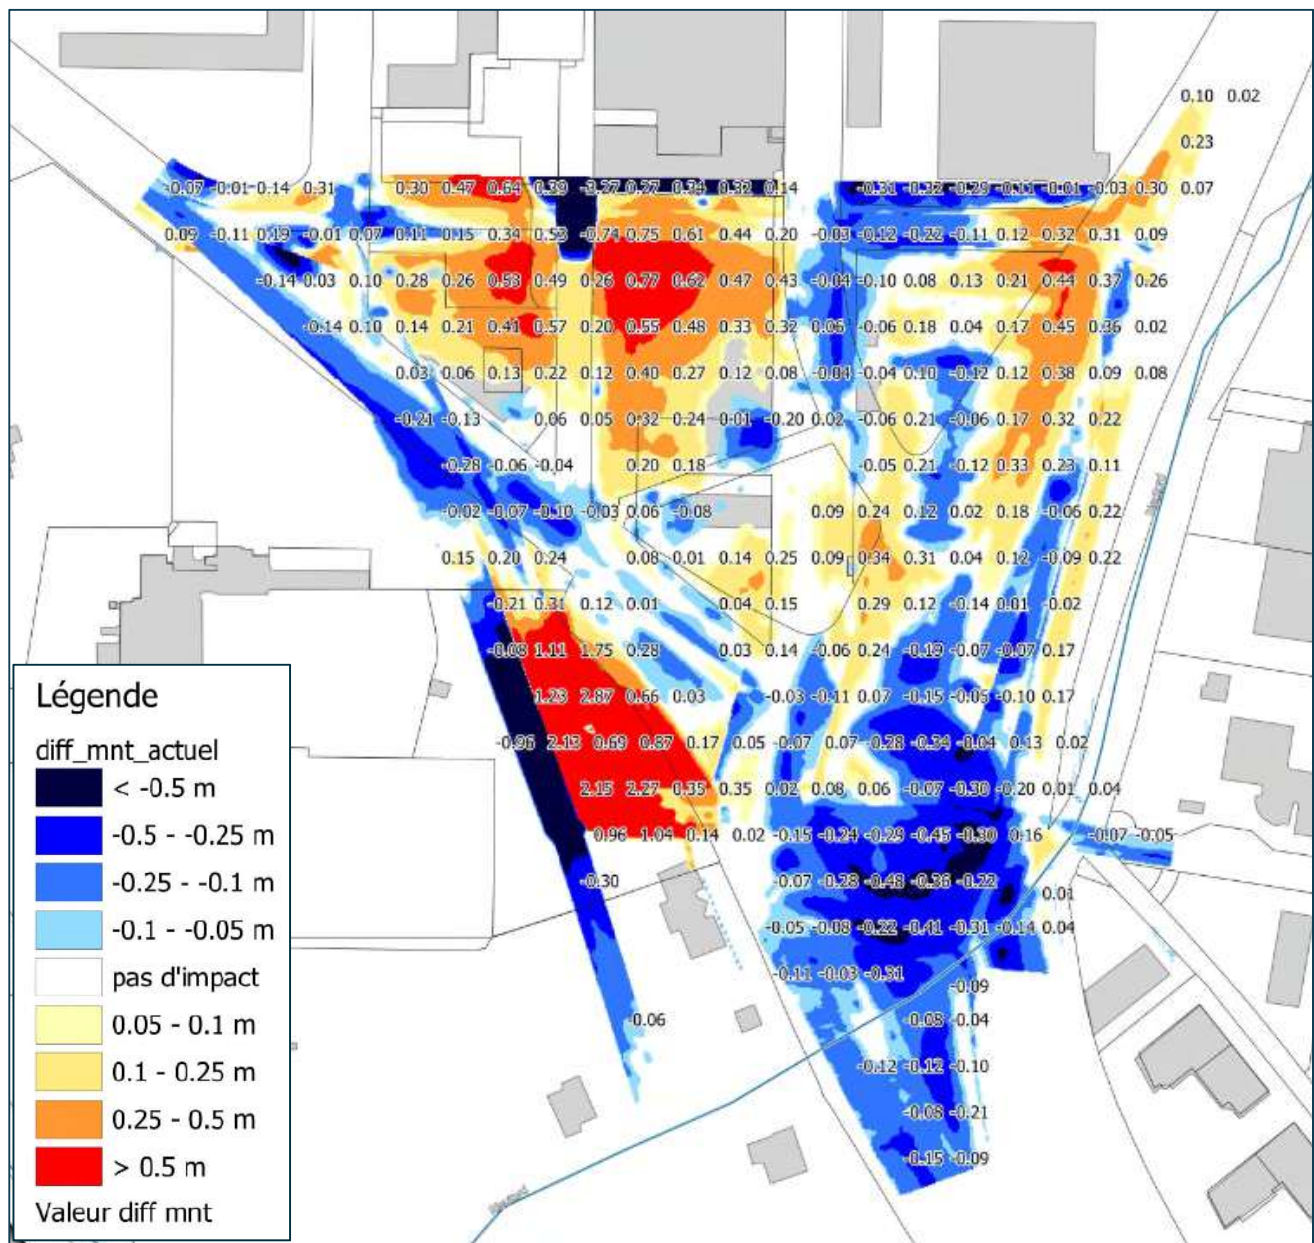 0.10 0.02
0.23
-0.07 -0.01 -0.14 0.31 0.30 0.47 0.64 0.39 -3.27 0.27 0.34 0.32 0.14 -0.31 -0.32 -0.29 -0.11 -0.01 -0.03 0.30 0.07
0.09 -0.11 0.19 -0.01 0.07 0.11 0.15 0.34 0.53 -0.74 0.75 0.61 0.44 0.20 -0.03 -0.12 -0.22 -0.11 0.12 0.32 0.31 0.09
-0.14 0.03 0.10 0.28 0.26 0.53 0.49 0.26 0.77 0.62 0.47 0.43 -0.04 -0.10 0.08 0.13 0.21 0.44 0.37 0.26
-0.14 0.10 0.14 0.21 0.41 0.57 0.20 0.55 0.48 0.33 0.32 0.06 -0.06 0.18 0.04 0.17 0.45 0.36 0.02
0.03 0.06 0.13 0.22 0.12 0.40 0.27 0.12 0.08 -0.04 -0.04 0.10 -0.12 0.12 0.38 0.09 0.08
-0.21 -0.13 0.06 0.05 0.32 0.24 0.01 -0.20 0.02 -0.06 0.21 -0.06 0.17 0.32 0.22
-0.28 -0.06 -0.04 0.20 0.18 -0.05 0.21 -0.12 0.33 0.23 0.11
-0.02 -0.07 -0.10 -0.03 0.06 -0.08 0.09 0.24 0.12 0.02 0.18 -0.06 0.22
0.15 0.20 0.24 0.08 0.01 0.14 0.25 0.09 0.34 0.31 0.04 0.12 -0.09 0.22
-0.21 0.31 0.12 0.01 0.04 0.15 0.29 0.12 -0.14 0.01 -0.02
-0.08 1.11 1.75 0.28 0.03 0.14 -0.06 0.24 -0.19 -0.07 -0.07 0.17
1.23 2.87 0.66 0.03 -0.03 -0.11 0.07 -0.15 -0.05 -0.10 0.17
-0.96 2.13 0.69 0.87 0.17 0.05 -0.07 0.07 -0.28 -0.34 -0.04 0.13 0.02
2.15 2.27 0.35 0.35 0.02 0.08 0.06 -0.07 -0.30 -0.20 0.01 0.04
0.96 1.04 0.14 0.02 -0.15 -0.24 -0.29 -0.45 -0.30 0.16 -0.07 -0.05
-0.30 -0.07 -0.28 -0.48 -0.36 -0.22
0.01
-0.05 -0.08 -0.22 -0.41 -0.31 -0.14 0.04
-0.11 -0.03 -0.31
-0.09
-0.06 -0.08 -0.04
-0.12 -0.12 -0.10
-0.08 -0.21
-0.15 -0.09
Légende
diff_mnt_actuel
< -0.5 m
-0.5 - -0.25 m
-0.25 - -0.1 m
-0.1 - -0.05 m
pas d'impact
0.05 - 0.1 m
0.1 - 0.25 m
0.25 - 0.5 m
> 0.5 m
Valeur diff mnt